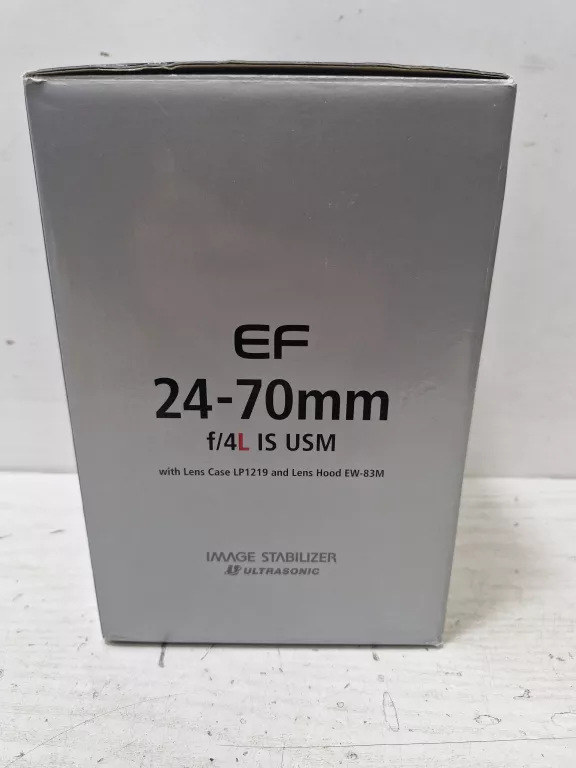 EF
24-70mm
f/4L IS USM
with Lens Case LP1219 and Lens Hood EW-83M
IMAGE STABILIZER
ULTRASONIC